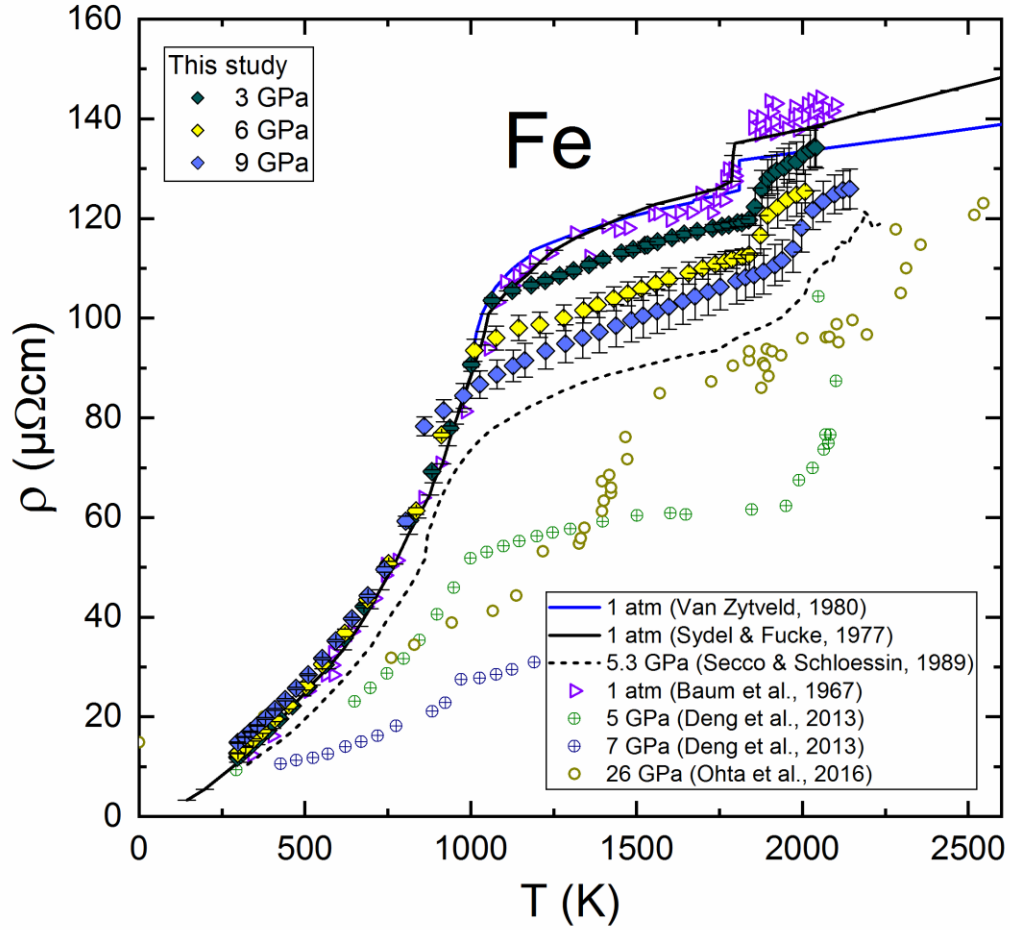 160
140
120
100
80
60
40
20
0
ρ (μΩcm)
This study
3 GPa
6 GPa
9 GPa
Fe
1 atm (Van Zytveld, 1980)
1 atm (Sydel & Fucke, 1977)
5.3 GPa (Secco & Schloessin, 1989)
1 atm (Baum et al., 1967)
5 GPa (Deng et al., 2013)
7 GPa (Deng et al., 2013)
26 GPa (Ohta et al., 2016)
0 500 1000 1500 2000 2500
T (K)